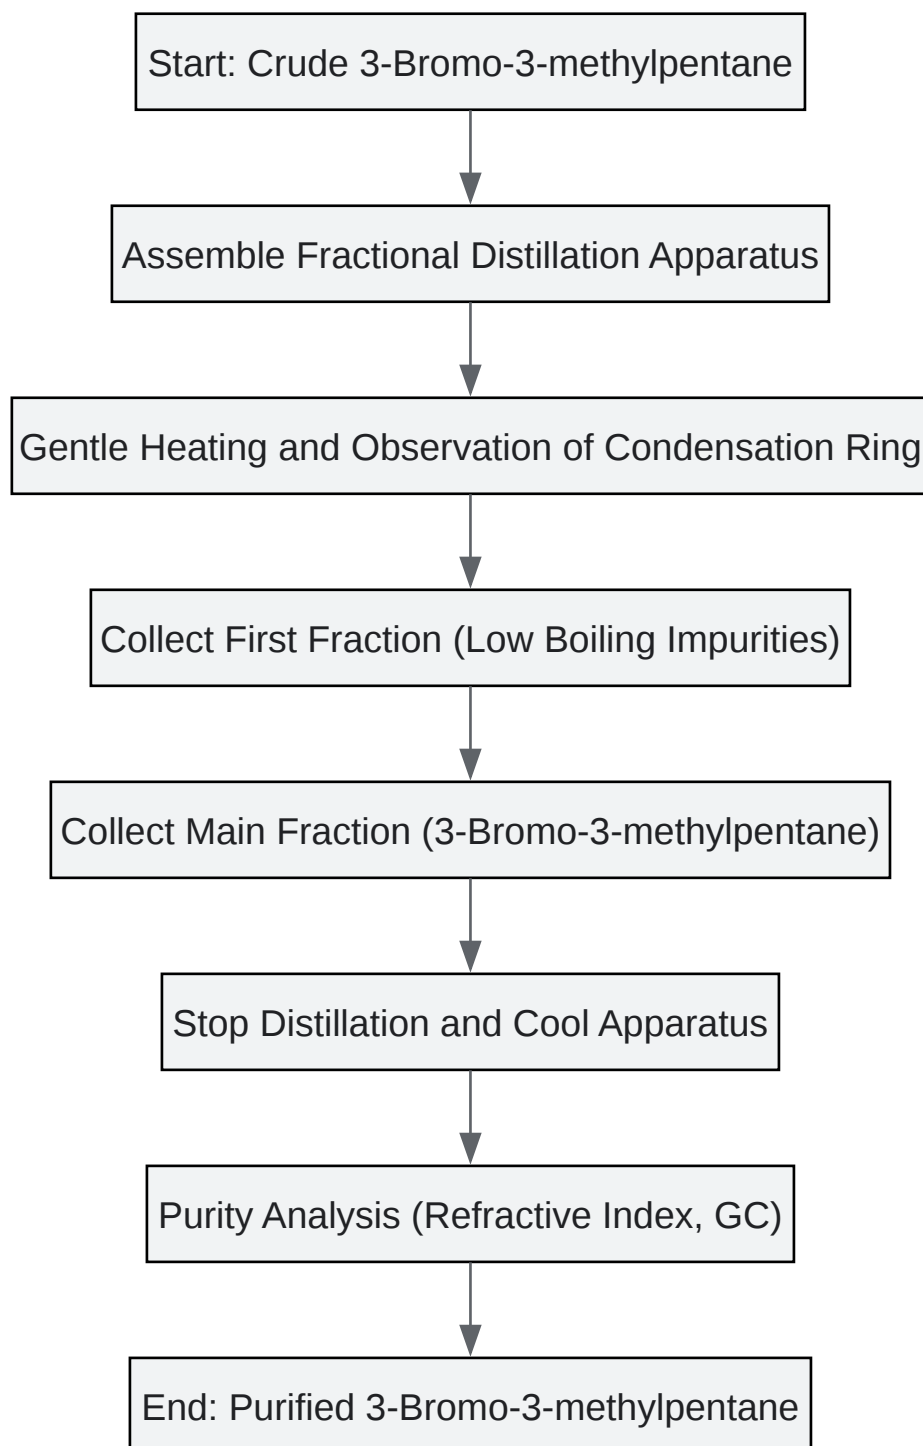 Start: Crude 3-Bromo-3-methylpentane
Assemble Fractional Distillation Apparatus
Gentle Heating and Observation of Condensation Ring
Collect First Fraction (Low Boiling Impurities)
Collect Main Fraction (3-Bromo-3-methylpentane)
Stop Distillation and Cool Apparatus
Purity Analysis (Refractive Index, GC)
End: Purified 3-Bromo-3-methylpentane